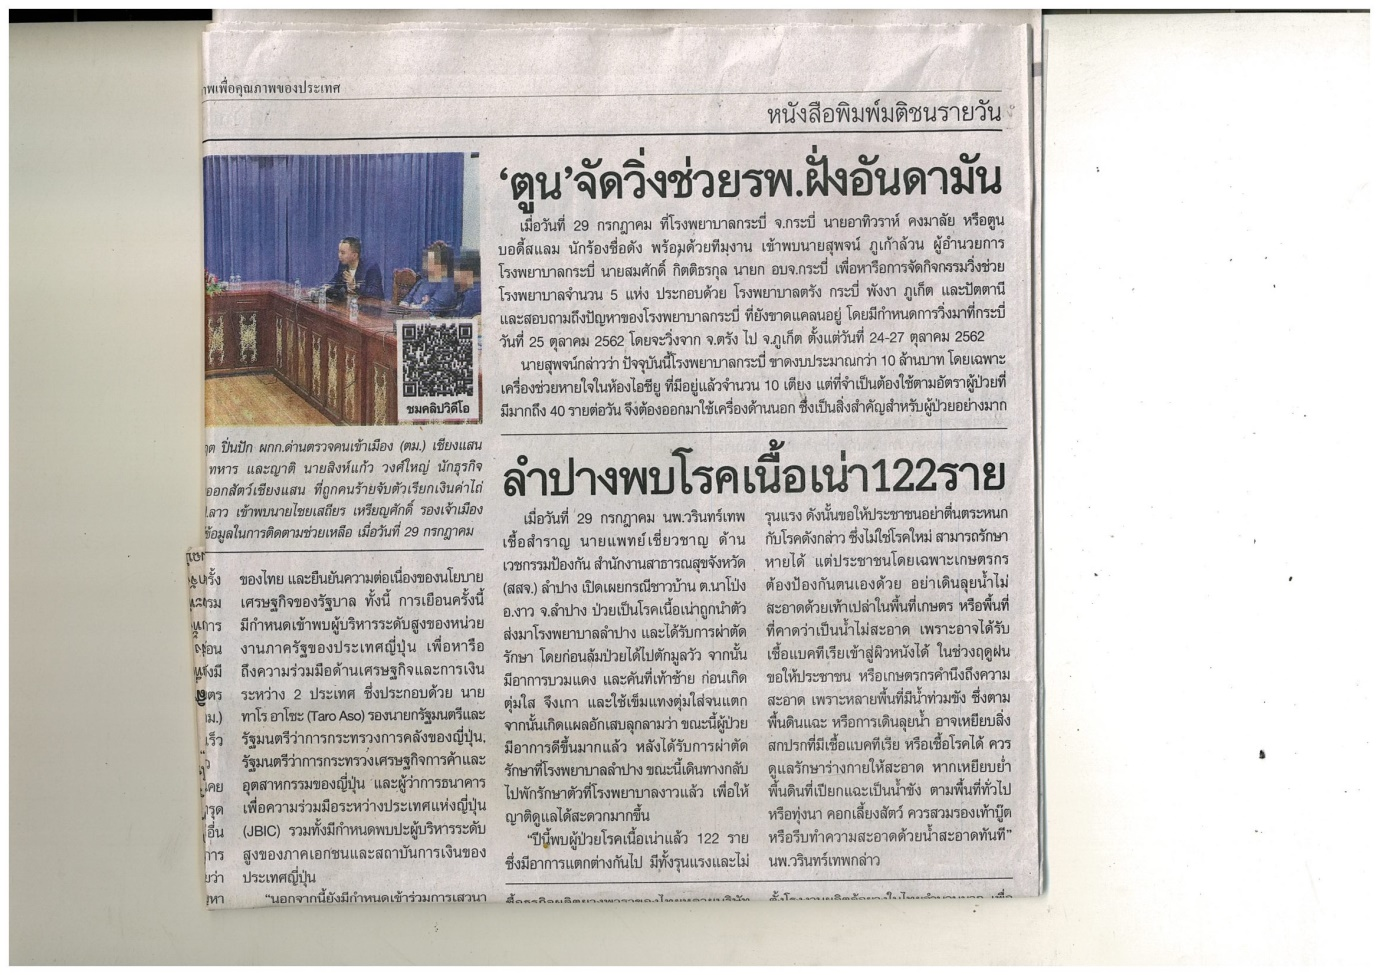 าพเพื่อคุณภาพของประเทศ
หนังสือพิมพ์มติชนรายวัน
ชมคลิปวิดีโอ
ปิ่นปัก ผกก.ด่านตรวจคนเข้าเมือง (ตม.) เชียงแสน
ทหาร และญาติ นายสิงห์แก้ว วงศ์ใหญ่ นักธุรกิจ
ออกสัตว์เชียงแสน ที่ถูกคนร้ายจับตัวเรียกเงินค่าไถ่
.ลาว เข้าพบนายไชยเสถียร เหรียญศักดิ์ รองเจ้าเมือง
ข้อมูลในการติดตามช่วยเหลือ เมื่อวันที่ 29 กรกฎาคม
ของไทย และยืนยันความต่อเนื่องของนโยบาย
เศรษฐกิจของรัฐบาล ทั้งนี้ การเยือนครั้งนี้
มีกำหนดเข้าพบผู้บริหารระดับสูงของหน่วย
งานภาครัฐของประเทศญี่ปุ่น เพื่อหารือ
ถึงความร่วมมือด้านเศรษฐกิจและการเงิน
ระหว่าง 2 ประเทศ ซึ่งประกอบด้วย นาย
ทาโร อาโซะ (Taro Aso) รองนายกรัฐมนตรีและ
รัฐมนตรีว่าการกระทรวงการคลังของญี่ปุ่น,
รัฐมนตรีว่าการกระทรวงเศรษฐกิจการค้าและ
อุตสาหกรรมของญี่ปุ่น และผู้ว่าการธนาคาร
เพื่อความร่วมมือระหว่างประเทศแห่งญี่ปุ่น
(JBIC) รวมทั้งมีกำหนดพบปะผู้บริหารระดับ
สูงของภาคเอกชนและสถาบันการเงินของ
ประเทศญี่ปุ่น
"นอกจากนี้ยังมีกำหนดเข้าร่วมการเสวนา
'ตูน'จัดวิ่งช่วยรพ.ฝั่งอันดามัน
เมื่อวันที่ 29 กรกฎาคม ที่โรงพยาบาลกระบี่ จ.กระบี่ นายอาทิวราห์ คงมาลัย หรือตูน
บอดี้สแลม นักร้องชื่อดัง พร้อมด้วยทีมงาน เข้าพบนายสุพจน์ ภูเก้าล้วน ผู้อำนวยการ
โรงพยาบาลกระบี่ นายสมศักดิ์ กิตติธรกุล นายก อบจ.กระบี่ เพื่อหารือการจัดกิจกรรมวิ่งช่วย
โรงพยาบาลจำนวน 5 แห่ง ประกอบด้วย โรงพยาบาลตรัง กระบี่ พังงา ภูเก็ต และปัตตานี
และสอบถามถึงปัญหาของโรงพยาบาลกระบี่ ที่ยังขาดแคลนอยู่ โดยมีกำหนดการวิ่งมาที่กระบี่
วันที่ 25 ตุลาคม 2562 โดยจะวิ่งจาก จ.ตรัง ไป จ.ภูเก็ต ตั้งแต่วันที่ 24-27 ตุลาคม 2562
นายสุพจน์กล่าวว่า ปัจจุบันนี้โรงพยาบาลกระบี่ ขาดงบประมาณกว่า 10 ล้านบาท โดยเฉพาะ
เครื่องช่วยหายใจในห้องไอซียู ที่มีอยู่แล้วจำนวน 10 เตียง แต่ที่จำเป็นต้องใช้ตามอัตราผู้ป่วยที่
มีมากถึง 40 รายต่อวัน จึงต้องออกมาใช้เครื่องด้านนอก ซึ่งเป็นสิ่งสำคัญสำหรับผู้ป่วยอย่างมาก
ลำปางพบโรคเนื้อเน่า122ราย
เมื่อวันที่ 29 กรกฎาคม นพ.วรินทร์เทพ
เชื้อสำราญ นายแพทย์เชี่ยวชาญ ด้าน
เวชกรรมป้องกัน สำนักงานสาธารณสุขจังหวัด
(สสจ.) ลำปาง เปิดเผยกรณีชาวบ้าน ต.นาโป่ง
อ.งาว จ.ลำปาง ป่วยเป็นโรคเนื้อเน่าถูกนำตัว
ส่งมาโรงพยาบาลลำปาง และได้รับการผ่าตัด
รักษา โดยก่อนล้มป่วยได้ไปตักมูลวัว จากนั้น
มีอาการบวมแดง และคันที่เท้าซ้าย ก่อนเกิด
ตุ่มใส จึงเกา และใช้เข็มแทงตุ่มใส่จนแตก
จากนั้นเกิดแผลอักเสบลุกลามว่า ขณะนี้ผู้ป่วย
มีอาการดีขึ้นมากแล้ว หลังได้รับการผ่าตัด
รักษาที่โรงพยาบาลลำปาง ขณะนี้เดินทางกลับ
ไปพักรักษาตัวที่โรงพยาบาลงาวแล้ว เพื่อให้
ญาติดูแลได้สะดวกมากขึ้น
"ปีนี้พบผู้ป่วยโรคเนื้อเน่าแล้ว 122 ราย
ซึ่งมีอาการแตกต่างกันไป มีทั้งรุนแรงและไม่
รุนแรง ดังนั้นขอให้ประชาชนอย่าตื่นตระหนก
กับโรคดังกล่าว ซึ่งไม่ใช่โรคใหม่ สามารถรักษา
หายได้ แต่ประชาชนโดยเฉพาะเกษตรกร
ต้องป้องกันตนเองด้วย อย่าเดินลุยน้ำไม่
สะอาดด้วยเท้าเปล่าในพื้นที่เกษตร หรือพื้นที่
ที่คาดว่าเป็นน้ำไม่สะอาด เพราะอาจได้รับ
เชื้อแบคทีเรียเข้าสู่ผิวหนังได้ ในช่วงฤดูฝน
ขอให้ประชาชน หรือเกษตรกรคำนึงถึงความ
สะอาด เพราะหลายพื้นที่มีน้ำท่วมขัง ซึ่งตาม
พื้นดินแฉะ หรือการเดินลุยน้ำ อาจเหยียบสิ่ง
สกปรกที่มีเชื้อแบคทีเรีย หรือเชื้อโรคได้ ควร
ดูแลรักษาร่างกายให้สะอาด หากเหยียบย่ำ
พื้นดินที่เปียกแฉะเป็นน้ำขัง ตามพื้นที่ทั่วไป
หรือทุ่งนา คอกเลี้ยงสัตว์ ควรสวมรองเท้าบู๊ต
หรือรีบทำความสะอาดด้วยน้ำสะอาดทันที"
นพ.วรินทร์เทพกล่าว